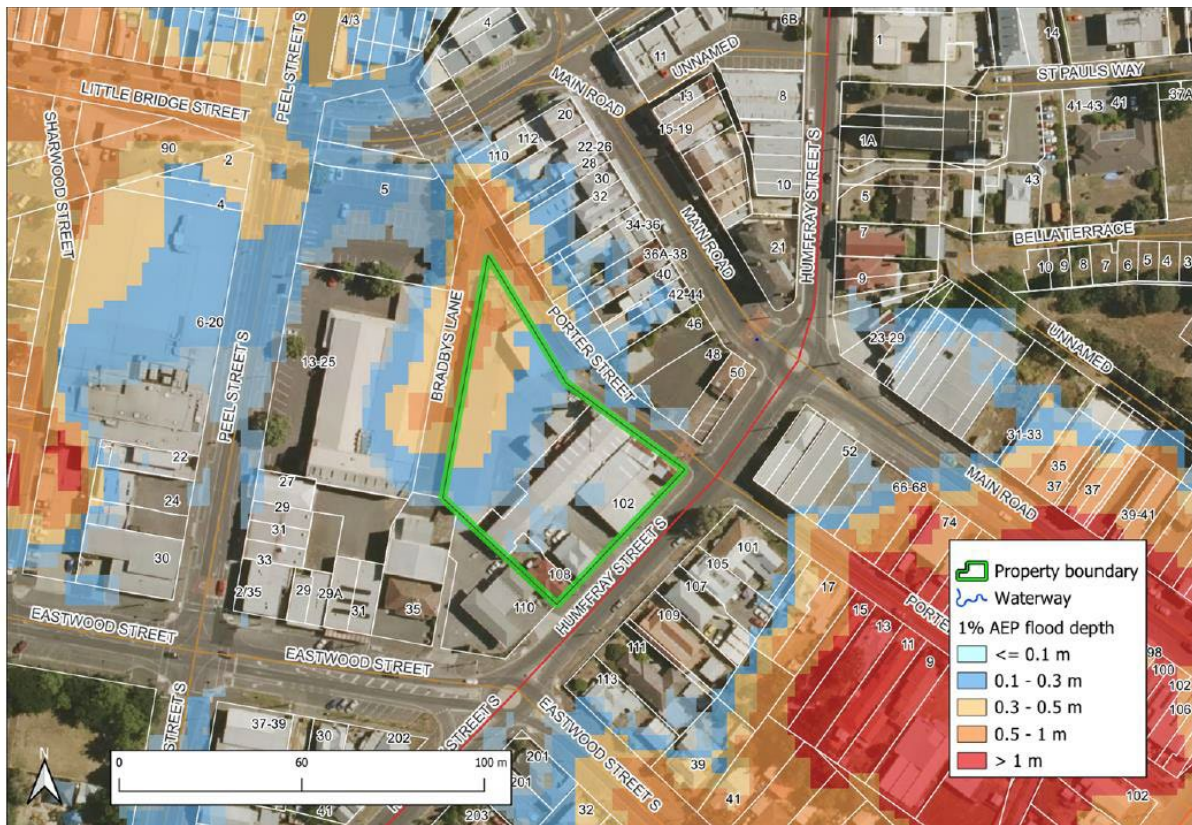 4/3
4
6B
1
14
PEEL STREET S
11
UNNAMED
MAIN ROAD
ST PAULS WAY
LITTLE BRIDGE STREET
PEEL STREET S
13
8
41-43
41
37A
SHARWOOD STREET
20
15-19
112
1A
90
2
110
22-26
28
30
32
10
5
43
4
5
34-36
MAIN ROAD
HUMFFRAY STREET S
7
BELLA TERRACE
36A-38
21
40
9
10
9
8
7
6
5
4
3
42-44
6-20
BRADBYS LANE
PORTER STREET
46
23-29
UNNAMED
13-25
48
50
PEEL STREET S
31-33
22
52
35
37
37
27
66-68
MAIN ROAD
24
29
102
39-41
31
74
30
33
101
108
105
17
2/35
29
29A
31
35
110
HUMFFRAY STREET S
107
15
13
109
11
9
98
100
102
106
EASTWOOD STREET
EASTWOOD STREET
111
113
37-39
30
202
201
EASTWOOD STREET S
39
201
41
32
203
41
102
Property boundary
Waterway
1% AEP flood depth
<= 0.1 m
0.1 - 0.3 m
0.3 - 0.5 m
0.5 - 1 m
> 1 m
N
0
60
100 m